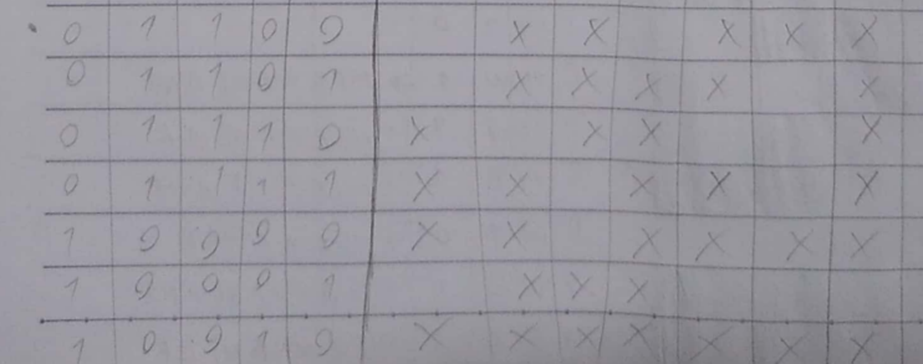 0 1 1 0 0 X X X X X
0 1 1 0 1 X X X X X
0 1 1 1 0 X X X X
0 1 1 1 1 X X X X X
1 0 0 0 0 X X X X X X
1 0 0 0 1 X X X
1 0 0 1 0 X X X X X X X